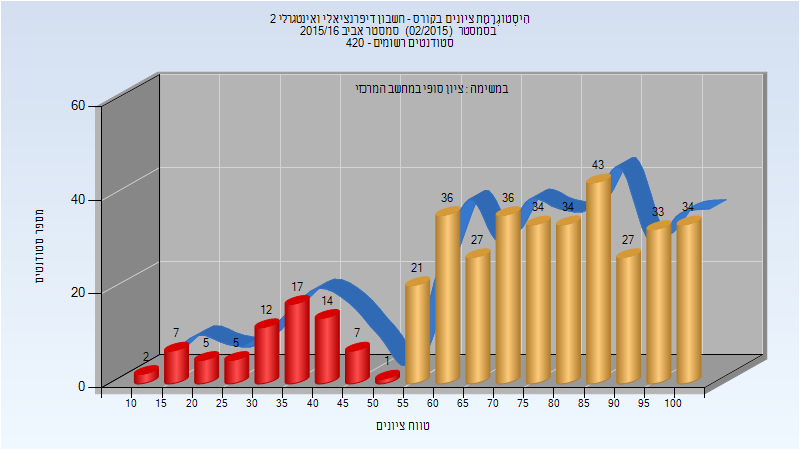 היסטוגרמת ציונים בקורס - חשבון דיפרנציאלי ואינטגרלי 2
בסמסטר (02/2015) סמסטר אביב 2015/16
סטודנטים רשומים - 420
במשימה : ציון סופי במחשב המרכזי
60
40
20
0
מספר סטודנטים
2 7 5 5 12 17 14 7 1 21 36 27 36 34 34 43 27 33 34
10 15 20 25 30 35 40 45 50 55 60 65 70 75 80 85 90 95 100
טווח ציונים